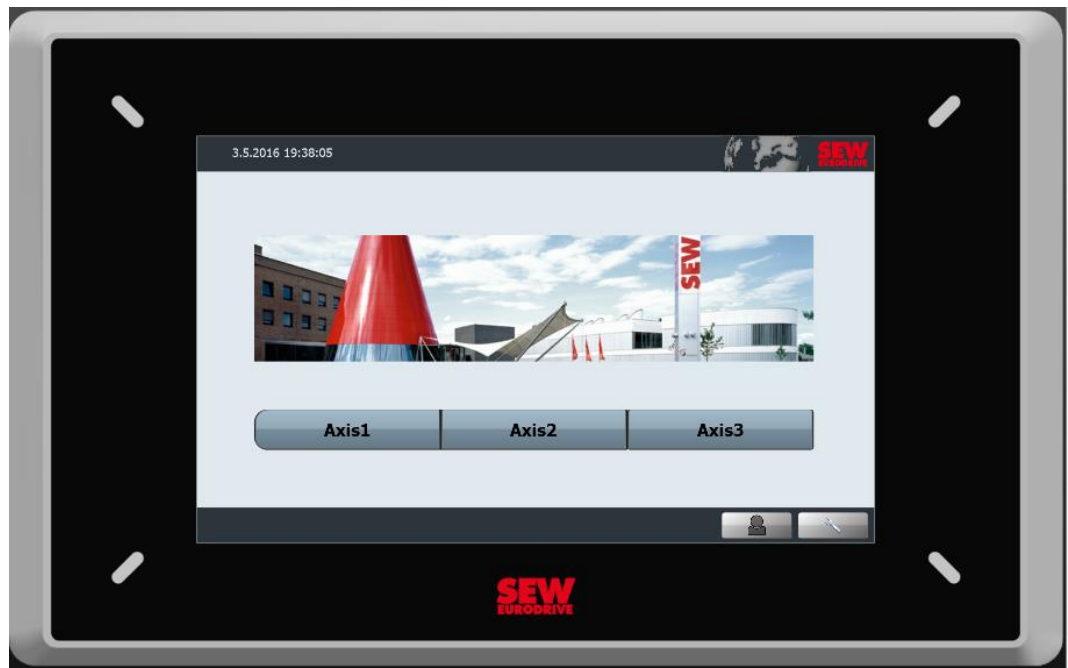 3.5.2016 19:38:05
SEW
EURODRIVE
SEW
Axis1
Axis2
Axis3
SEW
EURODRIVE